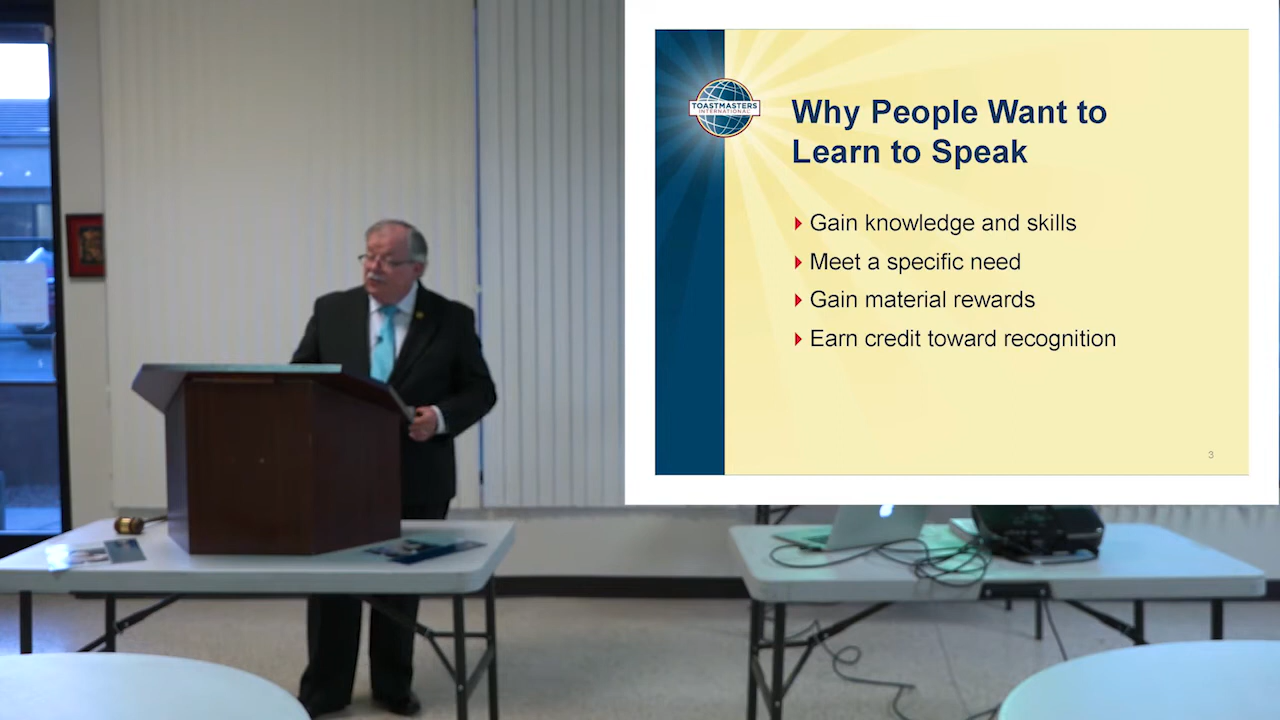 TOASTMASTERS
INTERNATIONAL
Why People Want to
Learn to Speak
Gain knowledge and skills
Meet a specific need
Gain material rewards
Earn credit toward recognition
3